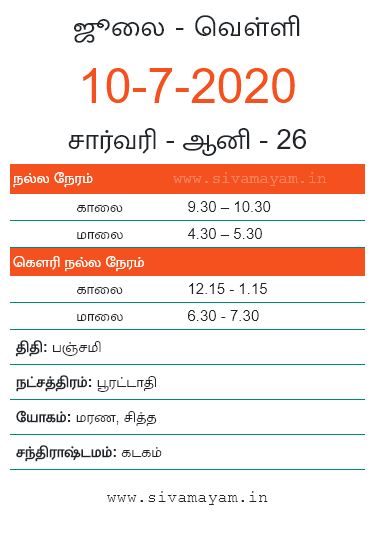 ஜூலை - வெள்ளி
10-7-2020
சார்வரி - ஆனி - 26
நல்ல நேரம் www.sivamayam.in
காலை 9.30 – 10.30
மாலை 4.30 – 5.30
கௌரி நல்ல நேரம்
காலை 12.15 - 1.15
மாலை 6.30 - 7.30
திதி: பஞ்சமி
நட்சத்திரம்: பூரட்டாதி
யோகம்: மரண, சித்த
சந்திராஷ்டமம்: கடகம்
www.sivamayam.in